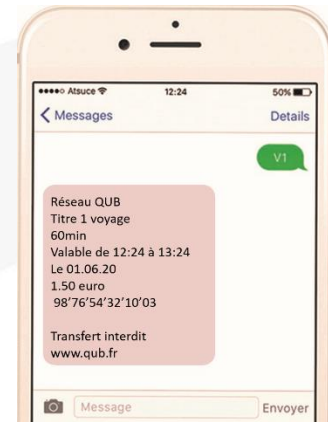 ●●●●○ Atsuce 12:24 50%
Messages Details
V1
Réseau QUB
Titre 1 voyage
60min
Valable de 12:24 à 13:24
Le 01.06.20
1.50 euro
98'76'54'32'10'03
Transfert interdit
www.qub.fr
Message Envoyer